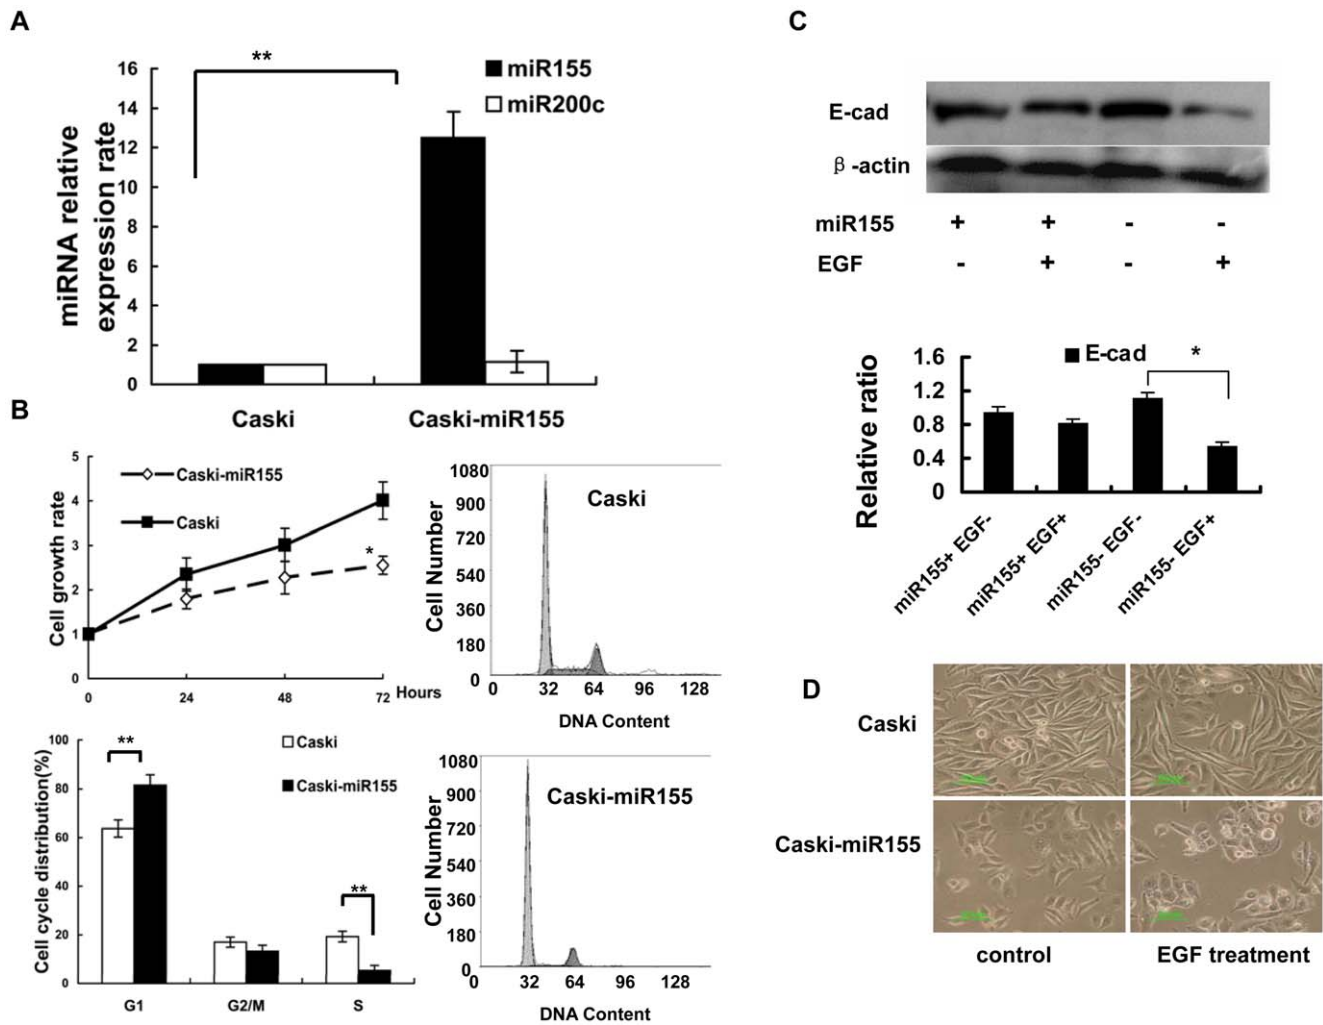 A
**
miR155
miR200c
16
14
12
10
8
6
4
2
0
miRNA relative
expression rate
Caski
Caski-miR155
B
Cell growth rate
5
4
3
2
1
0
Caski-miR155
Caski
*
0
24
48
72
Hours
Caski
Cell Number
1080
900
720
540
360
180
0
0
32
64
96
128
DNA Content
Cell cycle distribution(%)
100
80
60
40
20
0
**
**
Caski
Caski-miR155
G1
G2/M
S
Caski-miR155
Cell Number
1080
900
720
540
360
180
0
0
32
64
96
128
DNA Content
C
E-cad
β-actin
miR155 + + - -
EGF - + - +
Relative ratio
1.6
1.2
0.8
0.4
0
E-cad
*
miR155+ EGF-
miR155+ EGF+
miR155- EGF-
miR155- EGF+
D
Caski
Caski-miR155
control
EGF treatment